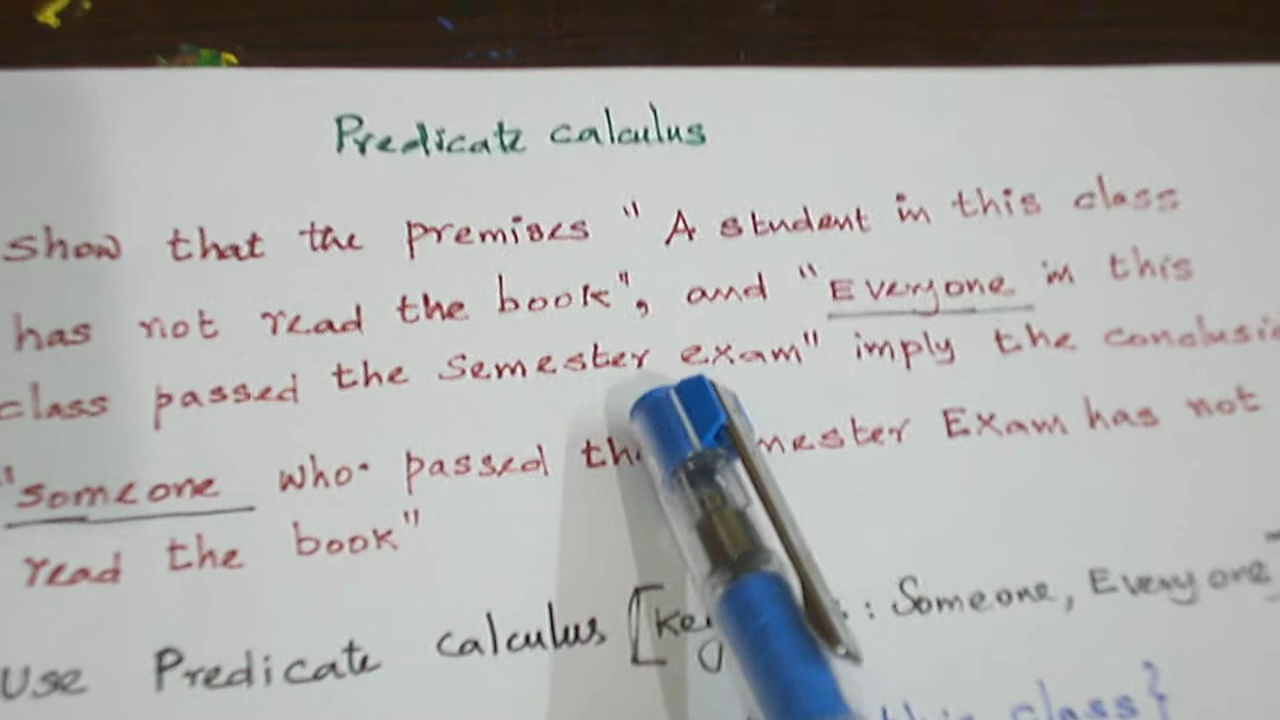 Predicate calculus
Show that the premises "A student in this class
has not read the book", and "Everyone in this
class passed the Semester exam" imply the
"Someone who passed Exam has not
read the book"
Use Predicate calculus [ : Someone, Everyone]
class}